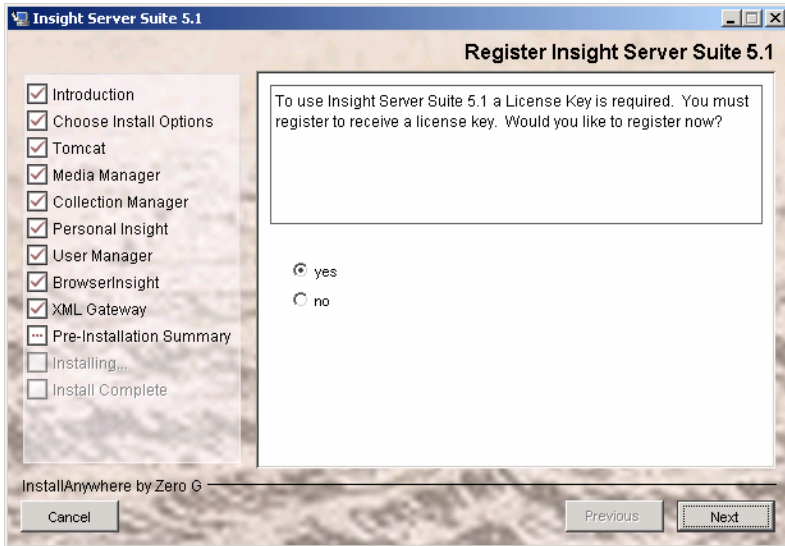 Insight Server Suite 5.1
Register Insight Server Suite 5.1
Introduction
Choose Install Options
Tomcat
Media Manager
Collection Manager
Personal Insight
User Manager
BrowserInsight
XML Gateway
Pre-Installation Summary
Installing...
Install Complete
To use Insight Server Suite 5.1 a License Key is required.  You must
register to receive a license key.  Would you like to register now?
yes
no
InstallAnywhere by Zero G
Cancel
Previous
Next